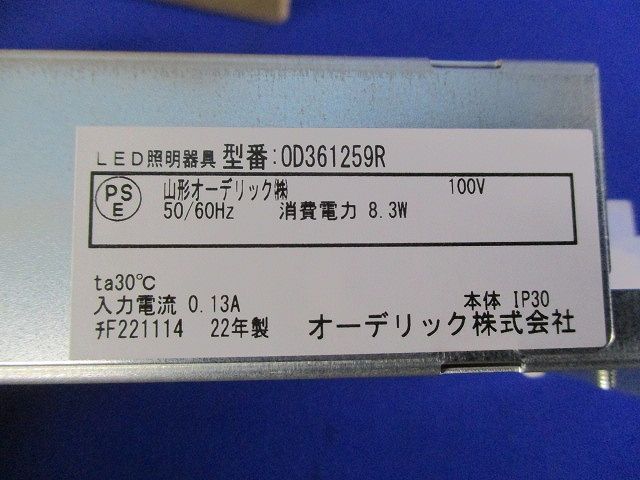 LED照明器具 型番:OD361259R
PS
E
山形オーデリック㈱ 100V
50/60Hz 消費電力 8.3W
ta30℃
入力電流 0.13A 本体 IP30
ﾁF221114 22年製 オーデリック株式会社